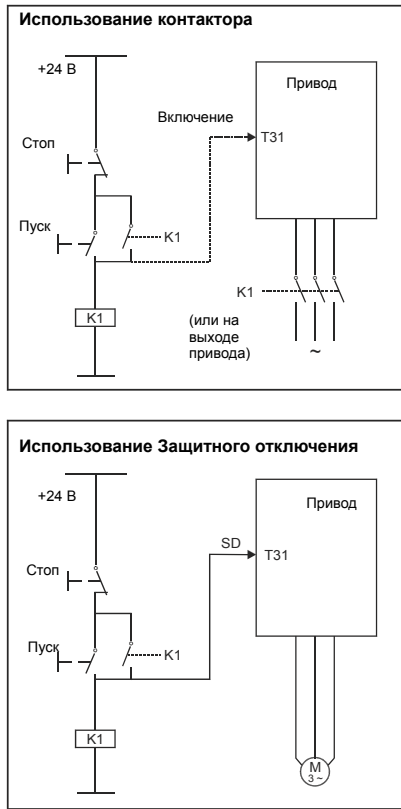 Использование контактора
+24 В
Привод
Включение
T31
Стоп
Пуск
K1
K1
K1
(или на
выходе
привода)
~
Использование Защитного отключения
+24 В
Привод
SD
T31
Стоп
Пуск
K1
K1
M
3 ~